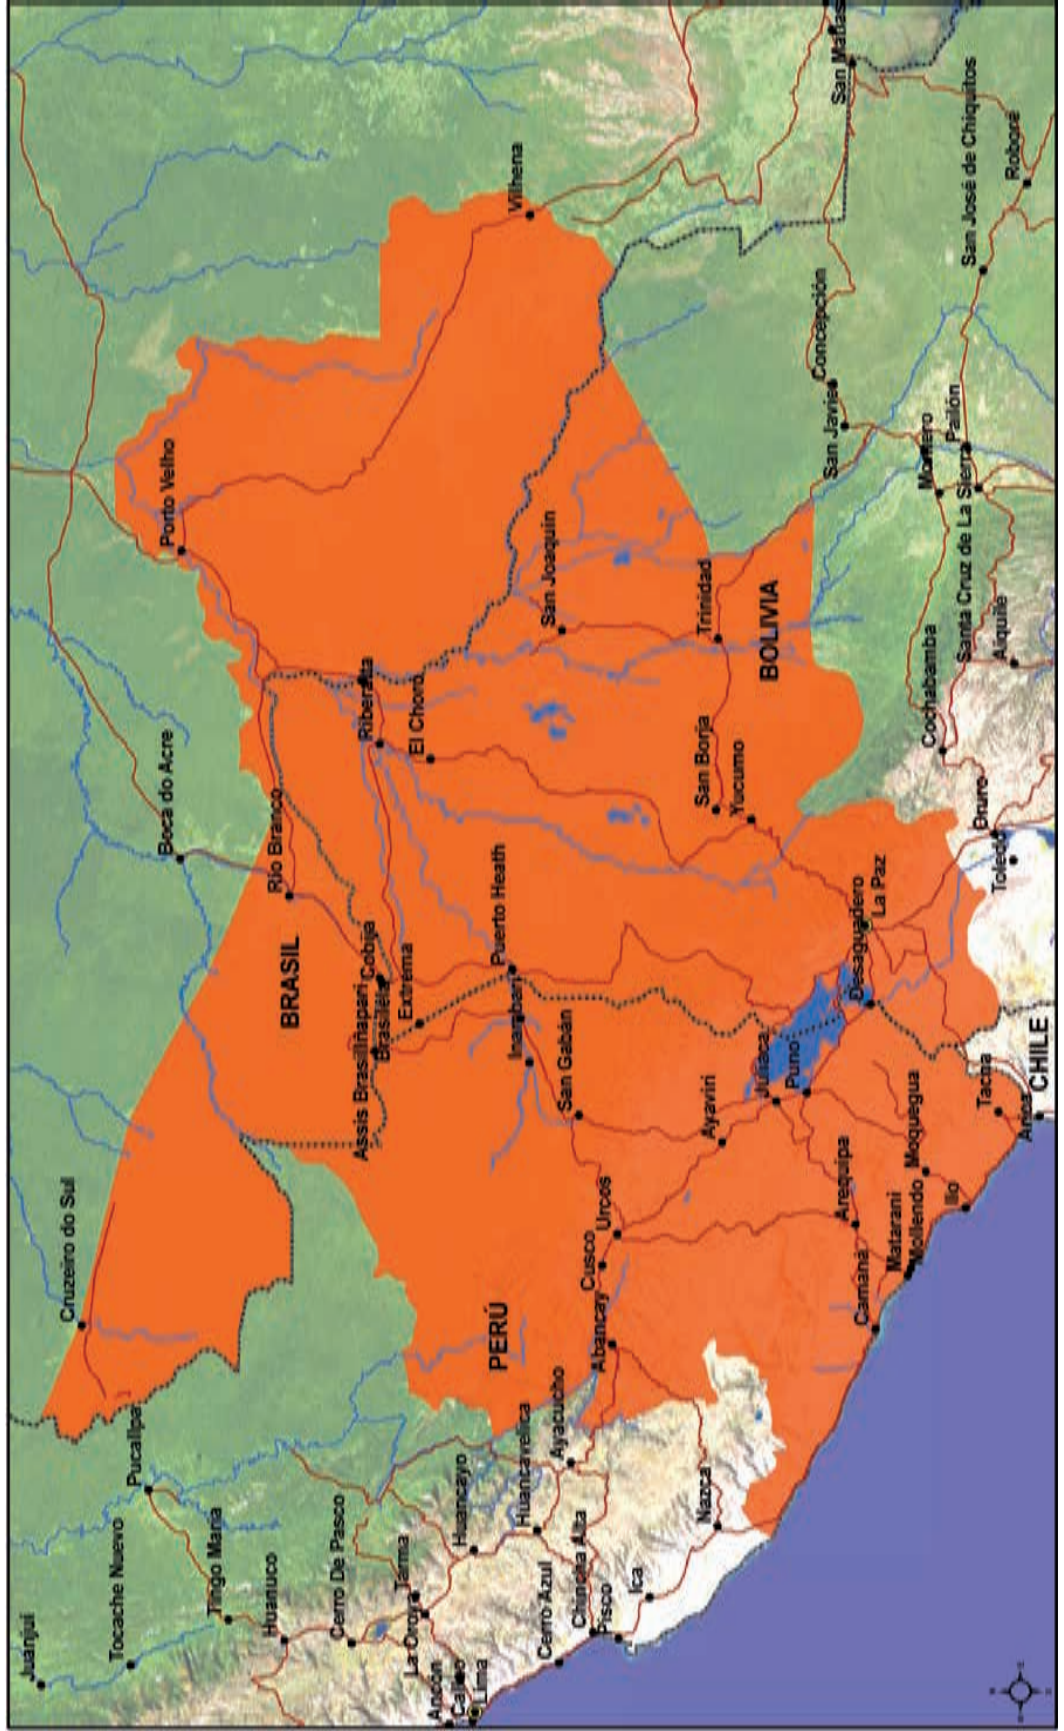 Juanjuí
Tocache Nuevo
Tingo María
Huanuco
Cerro De Pasco
La Oroya
Tarma
Ancón
Callao
Lima
Pucallpa
Cruzeiro do Sul
Huancayo
Huancavelica
Ayacucho
Cerro Azul
Chincha Alta
Pisco
Ica
Nazca
PERÚ
Abancay
Cusco
Urcos
Boca do Acre
Rio Branco
BRASIL
Assis Brasil
Iñapari
Brasileia
Cobija
Extrema
Puerto Heath
Inambari
San Gabán
Ayaviri
Juliaca
Puno
Desaguadero
La Paz
Arequipa
Camaná
Matarani
Mollendo
Moquegua
Ilo
Tacna
Arica
CHILE
Porto Velho
Riberalta
El Choro
San Joaquín
Trinidad
San Borja
Yucumo
BOLIVIA
Vilhena
San Javier
Concepción
San Matías
San José de Chiquitos
Roboré
Montero
Pailón
Santa Cruz de La Sierra
Cochabamba
Aiquile
Oruro
Toledo